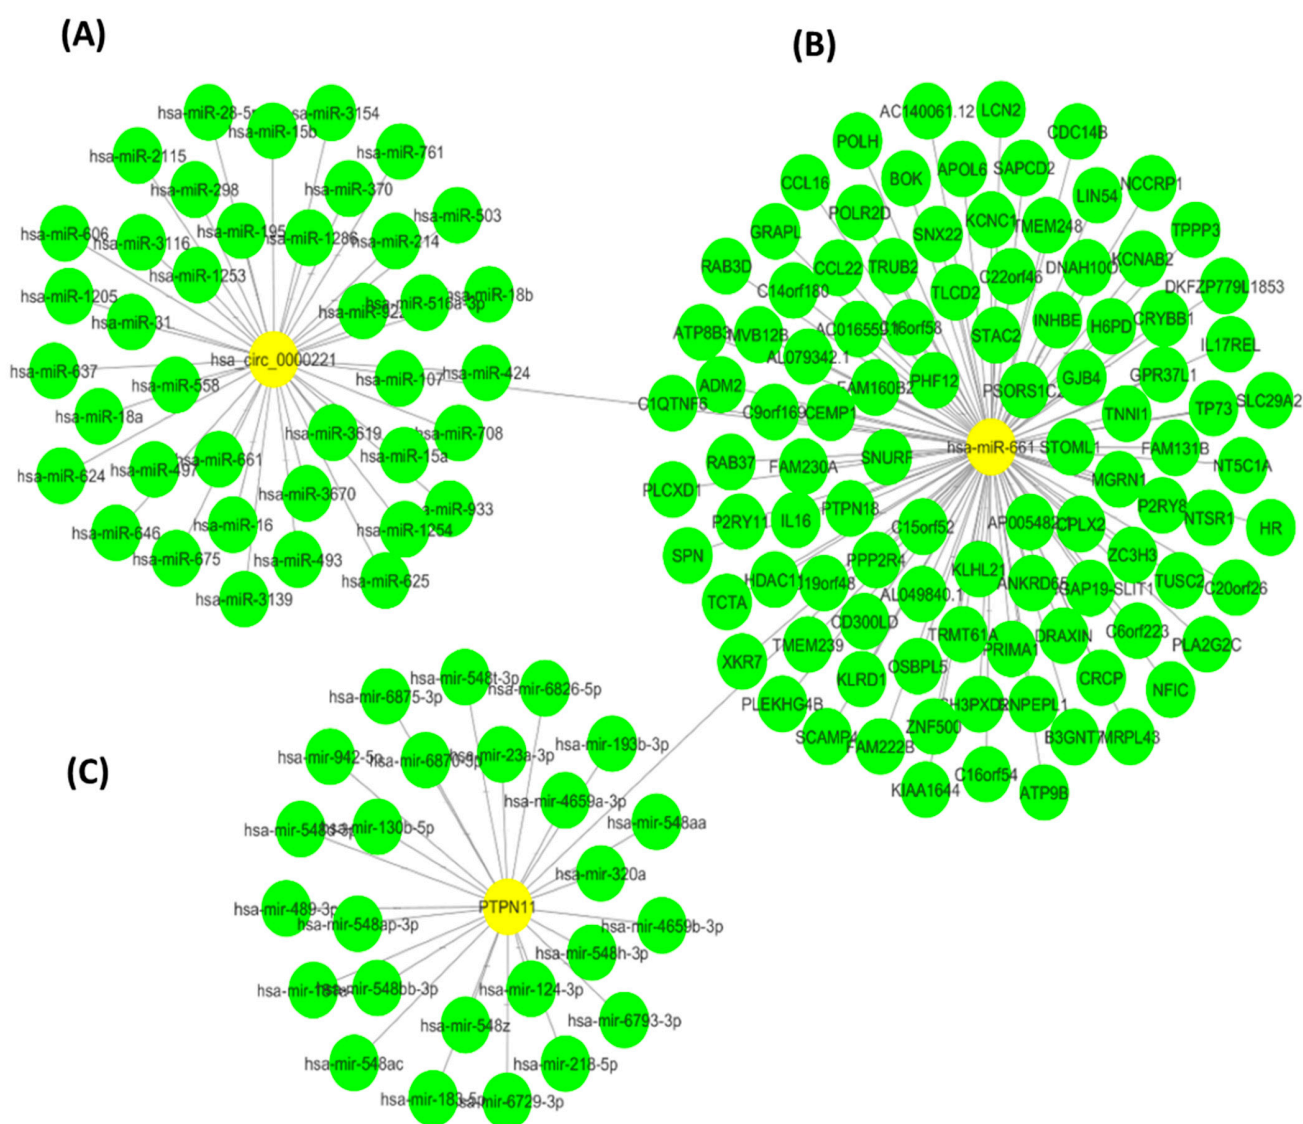 (A)
(B)
hsa-miR-3154
hsa-miR-15b
hsa-miR-2115
hsa-miR-761
hsa-miR-298
hsa-miR-370
hsa-miR-503
hsa-miR-606
hsa-miR-3116
hsa-miR-195
hsa-miR-1286
hsa-miR-214
hsa-miR-1253
hsa-miR-1205
hsa-miR-31
hsa-miR-516a-3p
hsa-miR-18b
hsa_circ_0000221
hsa-miR-637
hsa-miR-558
hsa-miR-107
hsa-miR-424
hsa-miR-18a
hsa-miR-3619
hsa-miR-708
hsa-miR-624
hsa-miR-497
hsa-miR-661
hsa-miR-15a
hsa-miR-3670
hsa-miR-933
hsa-miR-646
hsa-miR-16
hsa-miR-1254
hsa-miR-675
hsa-miR-493
hsa-miR-625
hsa-miR-3139
AC140061.12
LCN2
CDC14B
POLH
BOK
APOL6
SAPCD2
CCL16
LIN54
NCCRP1
POLR2D
GRAPL
SNX22
KCNC1
TMEM248
TPPP3
RAB3D
CCL22
TRUB2
C22orf46
KCNAB2
C14orf180
TLCD2
DKFZP779L1853
ATP8B3
MVB12B
C16orf58
STAC2
INHBE
H6PD
CRYBB1
AL079342.1
IL17REL
ADM2
FAM160B2
PHF12
PSORS1C2
GJB4
GPR37L1
C1QTNF6
C9orf169
CEMP1
TNNI1
TP73
SLC29A2
hsa-miR-661
STOML1
FAM131B
RAB37
FAM230A
SNURF
NT5C1A
PLCXD1
MGRN1
P2RY11
IL16
PTPN18
C15orf52
CPLX2
P2RY8
NTSR1
HR
SPN
PPP2R4
ZC3H3
HDAC11
C19orf48
KLHL21
ANKRD65
TUSC2
C20orf26
TCTA
AL049840.1
CD300LD
TRMT61A
PRIMA1
DRAXIN
C6orf223
PLA2G2C
XKR7
TMEM239
OSBPL5
KLRD1
CRCP
NFIC
PLEKHG4B
RNPEPL1
SCAMP4
FAM222B
ZNF500
B3GNT7
MRPL43
KIAA1644
C16orf54
ATP9B
(C)
hsa-mir-548t-3p
hsa-mir-6875-3p
hsa-mir-6826-5p
hsa-mir-942-5p
hsa-mir-23a-3p
hsa-mir-193b-3p
hsa-mir-4659a-3p
hsa-mir-130b-5p
hsa-mir-548aa
hsa-mir-320a
hsa-mir-489-3p
PTPN11
hsa-mir-548ap-3p
hsa-mir-4659b-3p
hsa-mir-548h-3p
hsa-mir-548bb-3p
hsa-mir-124-3p
hsa-mir-548z
hsa-mir-6793-3p
hsa-mir-548ac
hsa-mir-218-5p
hsa-mir-183-5p
hsa-mir-6729-3p